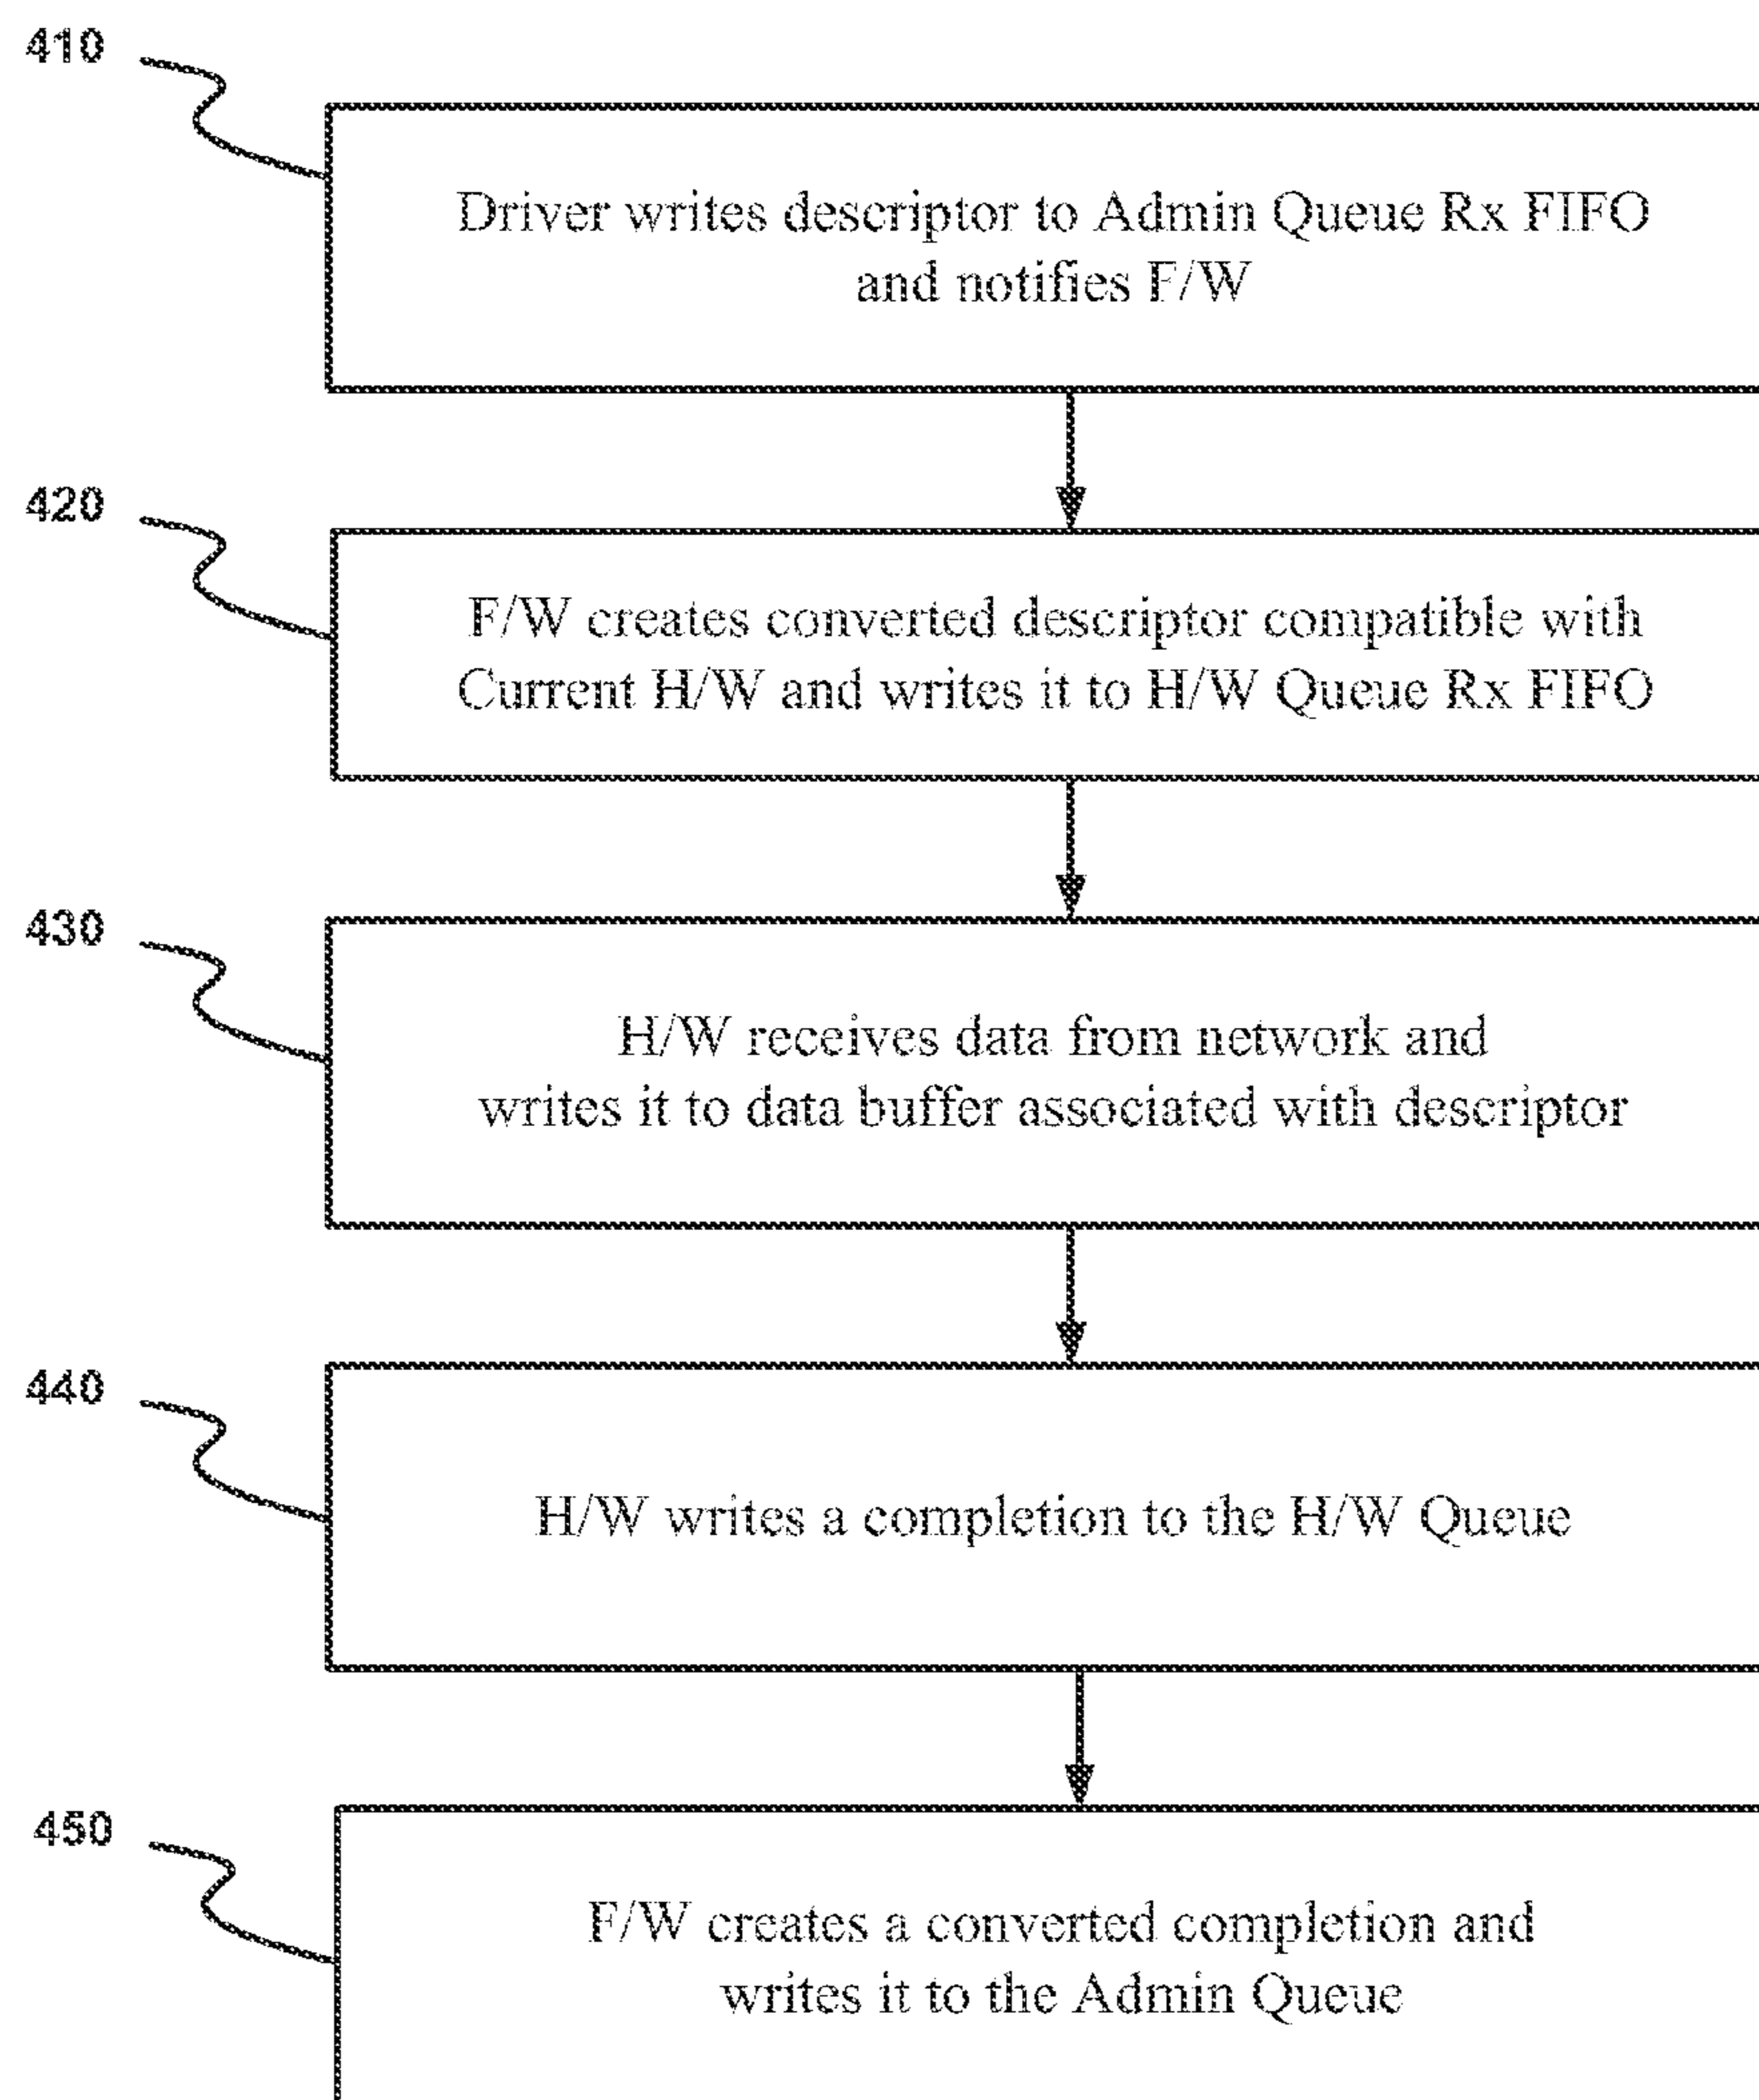 410
Driver writes descriptor to Admin Queue Rx FIFO
and notifies F/W
420
F/W creates converted descriptor compatible with
Current H/W and writes it to H/W Queue Rx FIFO
430
H/W receives data from network and
writes it to data buffer associated with descriptor
440
H/W writes a completion to the H/W Queue
450
F/W creates a converted completion and
writes it to the Admin Queue